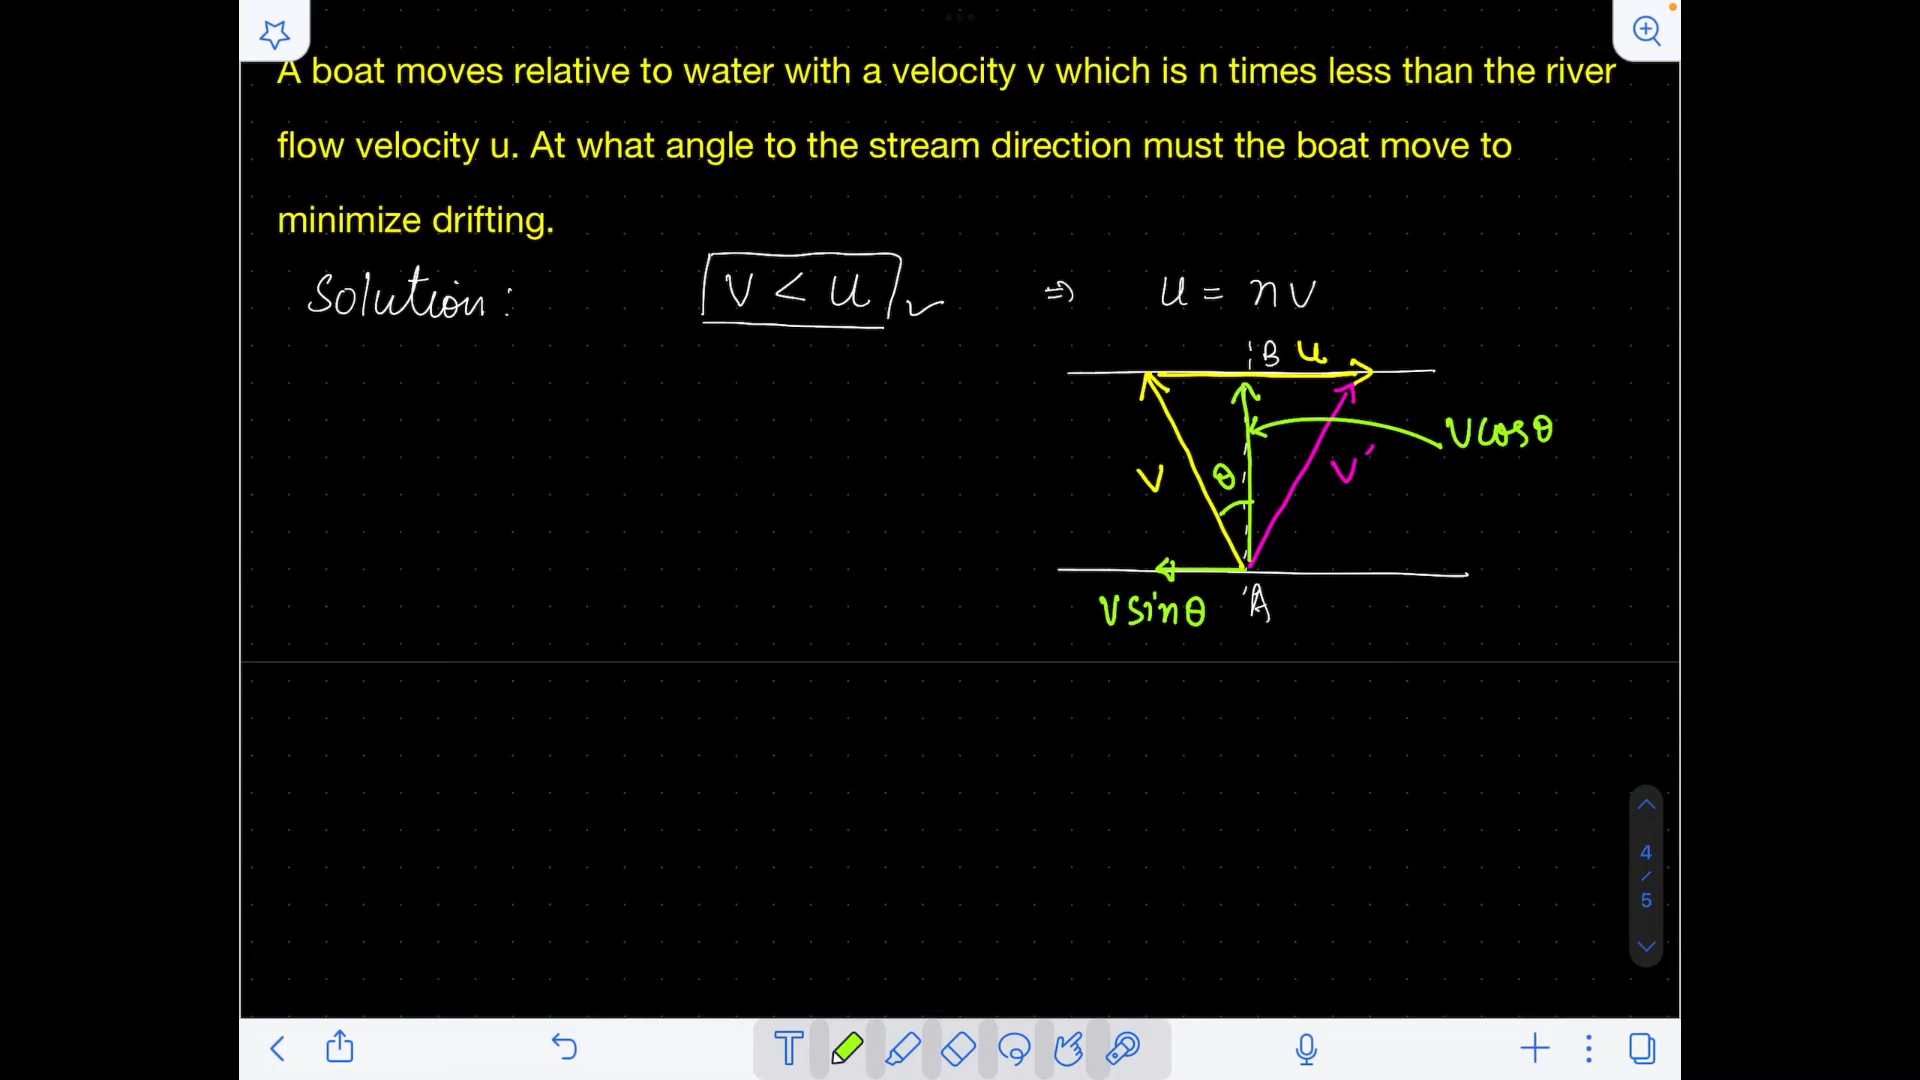 A boat moves relative to water with a velocity v which is n times less than the river
flow velocity u. At what angle to the stream direction must the boat move to
minimize drifting.
Solution: V < U ⇒ u = nv
B u
V θ V' Vcosθ
Vsinθ A
4
/
5
T